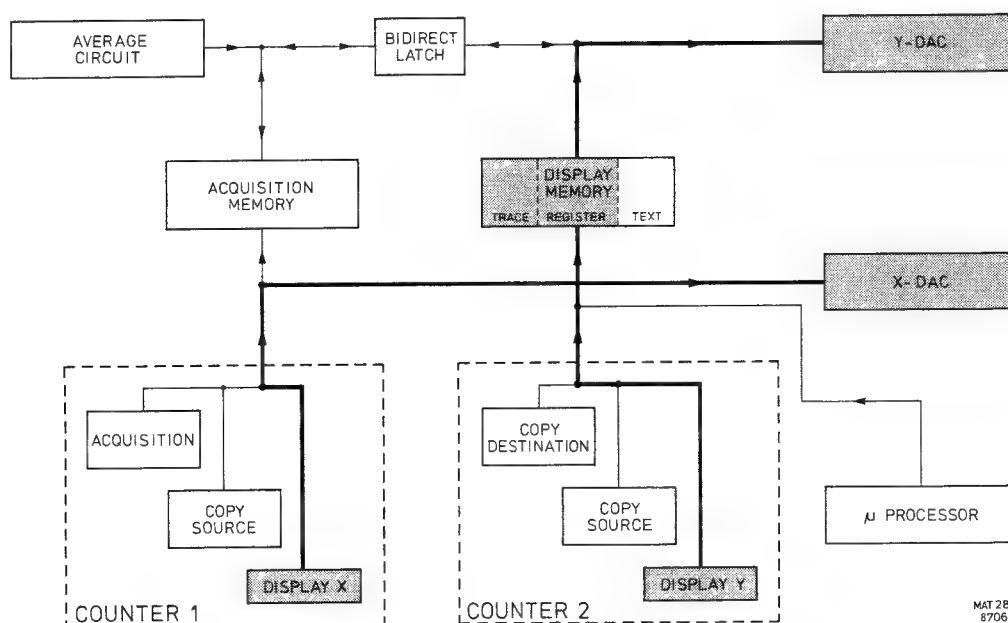 AVERAGE
CIRCUIT
BIDIRECT
LATCH
Y-DAC
ACQUISITION
MEMORY
DISPLAY
MEMORY
TRACE REGISTER TEXT
X-DAC
ACQUISITION
COPY
SOURCE
DISPLAY X
COUNTER 1
COPY
DESTINATION
COPY
SOURCE
DISPLAY Y
COUNTER 2
µ PROCESSOR
MAT 28
8706